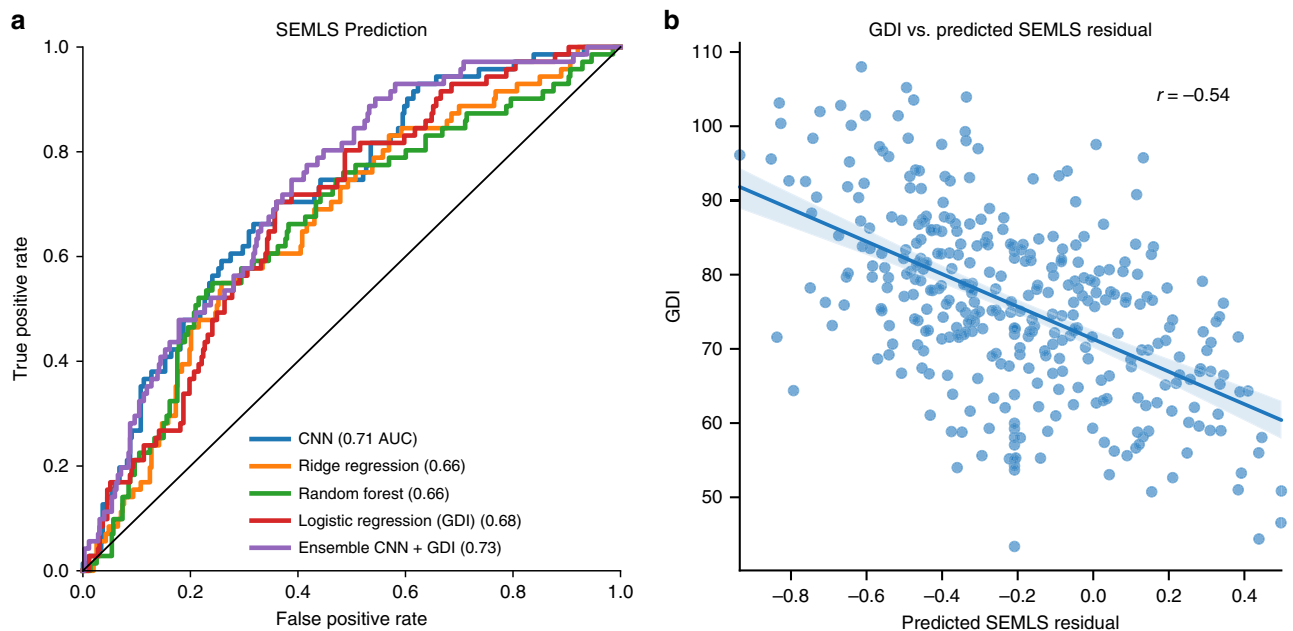 a
SEMLS Prediction
1.0
0.8
0.6
0.4
0.2
0.0
True positive rate
CNN (0.71 AUC)
Ridge regression (0.66)
Random forest (0.66)
Logistic regression (GDI) (0.68)
Ensemble CNN + GDI (0.73)
0.0 0.2 0.4 0.6 0.8 1.0
False positive rate
b
GDI vs. predicted SEMLS residual
r = −0.54
110
100
90
80
70
60
50
GDI
−0.8 −0.6 −0.4 −0.2 0.0 0.2 0.4
Predicted SEMLS residual